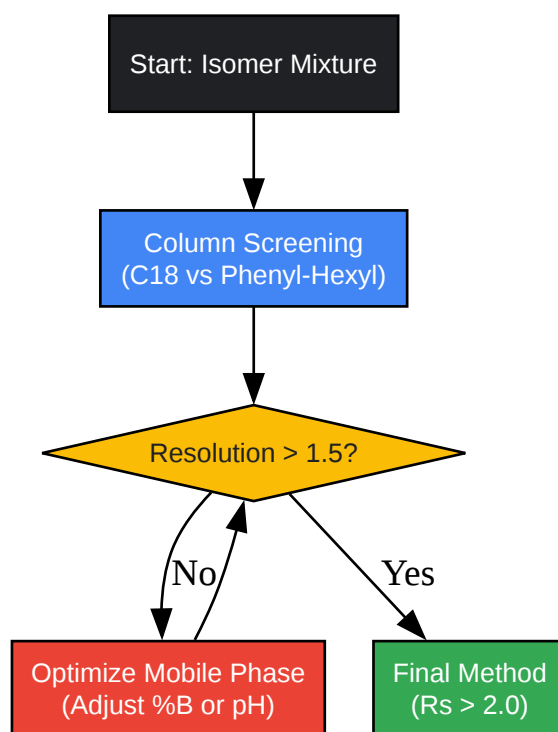 Start: Isomer Mixture
Column Screening
(C18 vs Phenyl-Hexyl)
Resolution > 1.5?
No
Yes
Optimize Mobile Phase
(Adjust %B or pH)
Final Method
(Rs > 2.0)